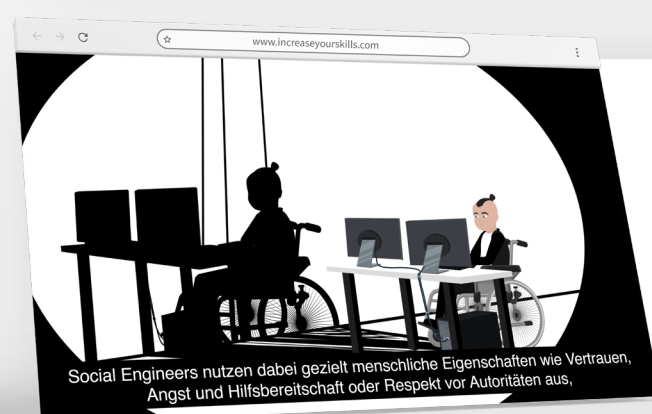 www.increaseyourskills.com
Social Engineers nutzen dabei gezielt menschliche Eigenschaften wie Vertrauen,
Angst und Hilfsbereitschaft oder Respekt vor Autoritäten aus,